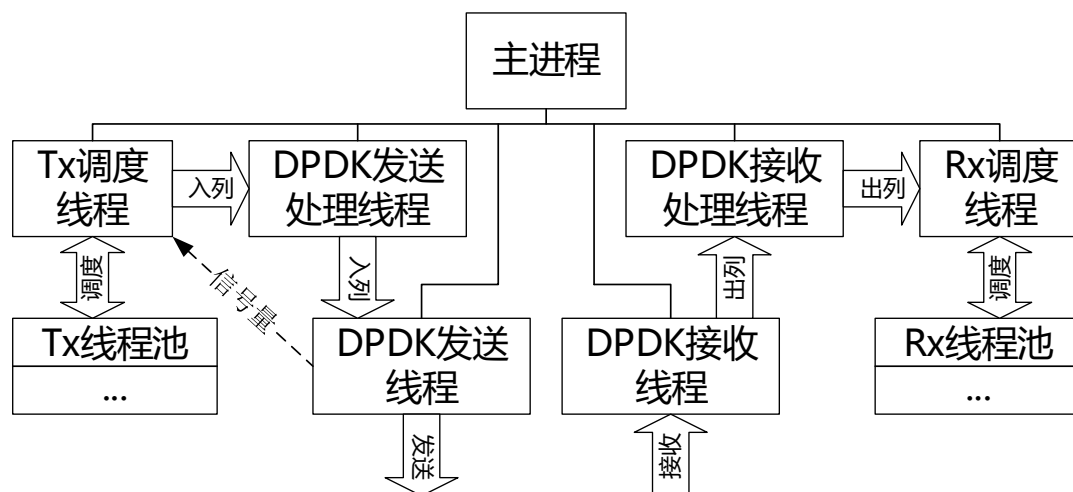 主进程
Tx调度
线程
入列
DPDK发送
处理线程
DPDK接收
处理线程
出列
Rx调度
线程
调度
信号量
入列
出列
调度
Tx线程池
...
DPDK发送
线程
DPDK接收
线程
Rx线程池
...
发送
接收